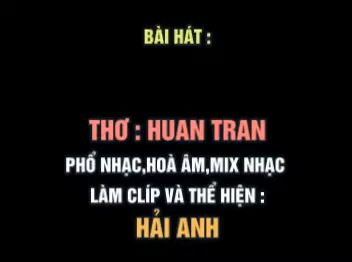 BÀI HÁT :
THƠ : HUAN TRAN
PHỔ NHẠC,HOÀ ÂM,MIX NHẠC
LÀM CLÍP VÀ THỂ HIỆN :
HẢI ANH